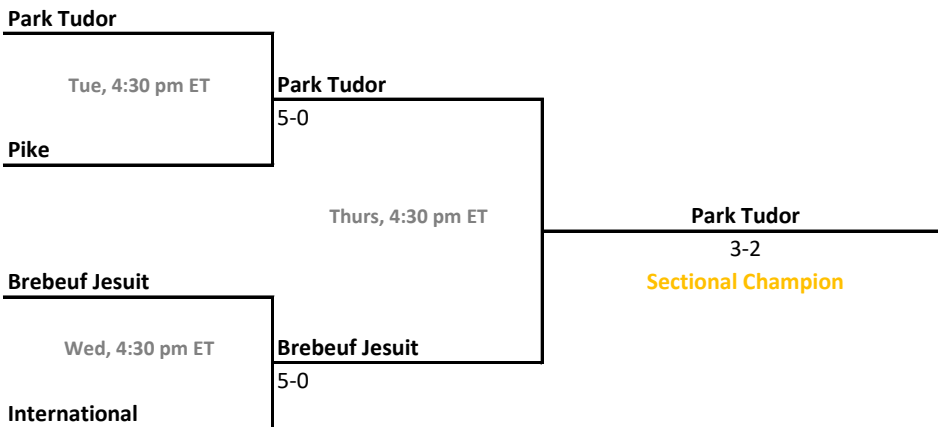 Park Tudor
Tue, 4:30 pm ET
Park Tudor
5-0
Pike
Thurs, 4:30 pm ET
Park Tudor
3-2
Sectional Champion
Brebeuf Jesuit
Wed, 4:30 pm ET
Brebeuf Jesuit
5-0
International